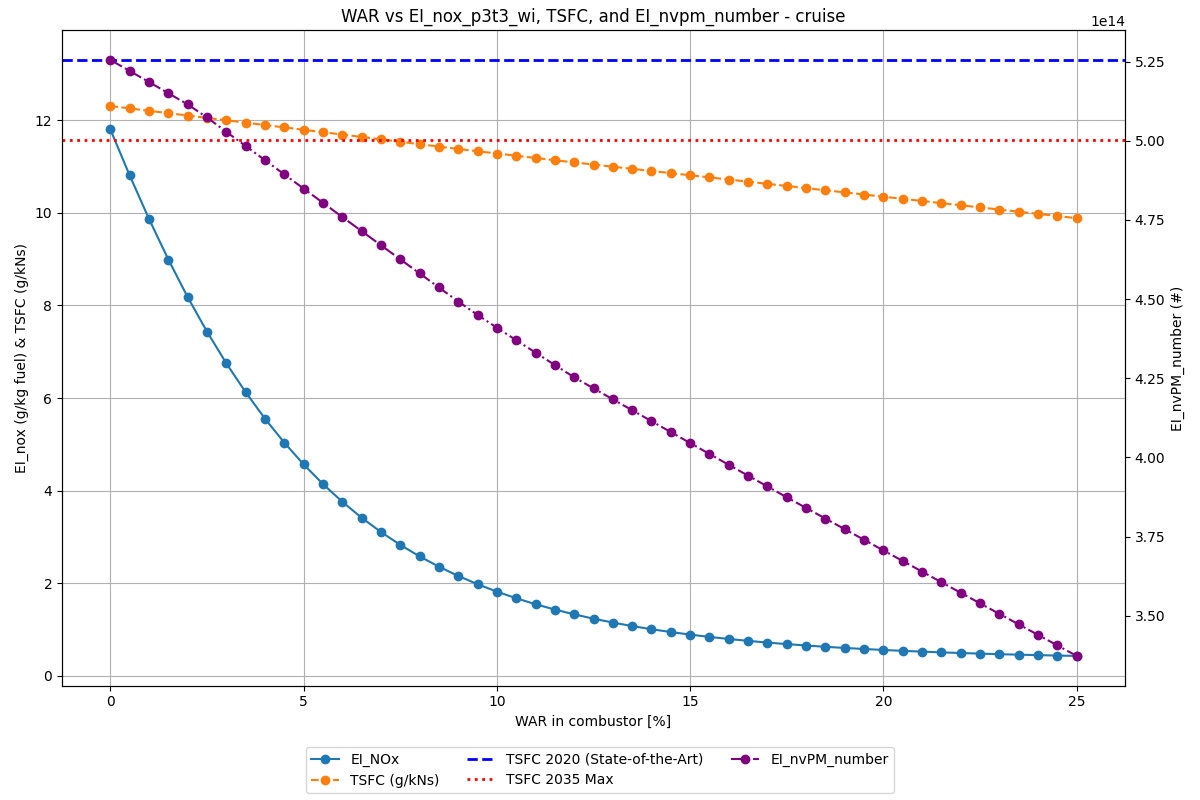 WAR vs EI_nox_p3t3_wi, TSFC, and EI_nvpm_number - cruise
1e14
EI_nox (g/kg fuel) & TSFC (g/kNs)
12
10
8
6
4
2
0
5.25
5.00
4.75
4.50
4.25
4.00
3.75
3.50
EI_nvPM_number (#)
0 5 10 15 20 25
WAR in combustor [%]
EI_NOx
TSFC (g/kNs)
TSFC 2020 (State-of-the-Art)
TSFC 2035 Max
EI_nvPM_number